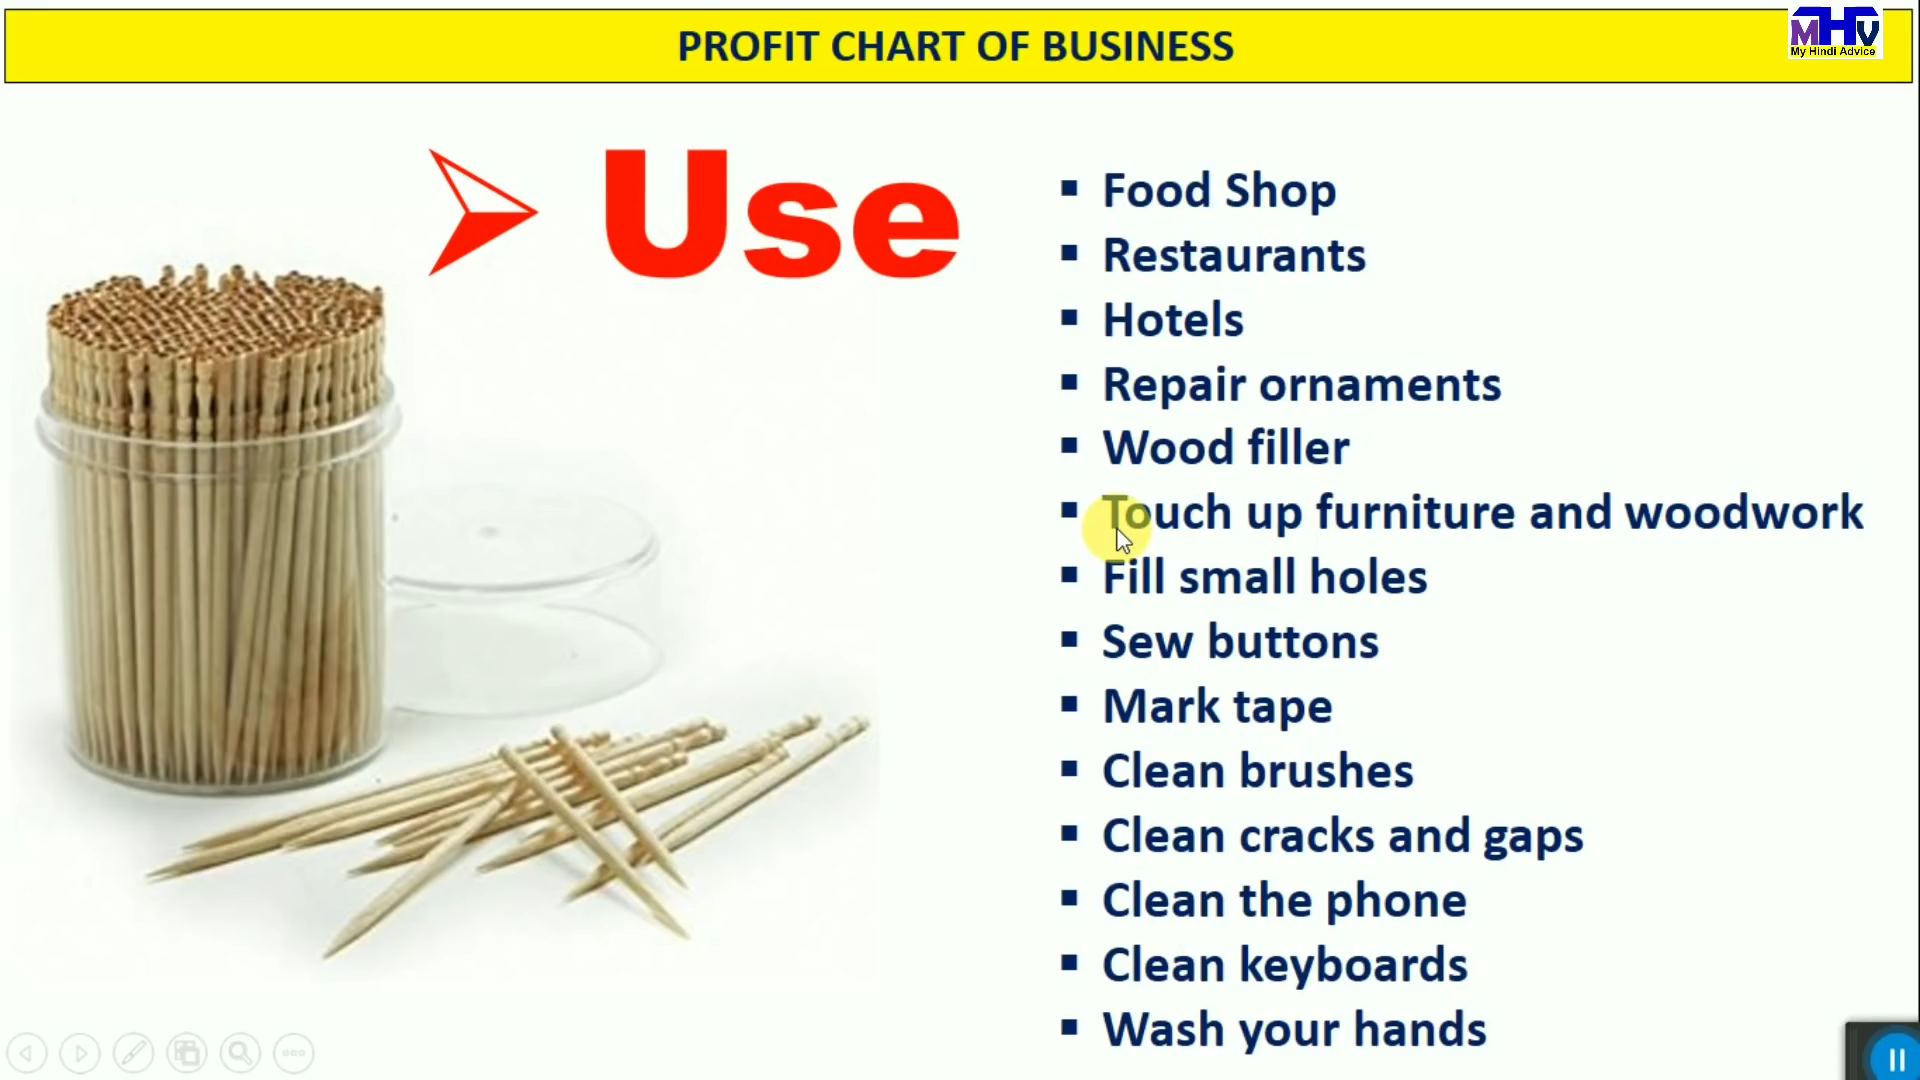 PROFIT CHART OF BUSINESS
MHV
My Hindi Advice
Use
Food Shop
Restaurants
Hotels
Repair ornaments
Wood filler
Touch up furniture and woodwork
Fill small holes
Sew buttons
Mark tape
Clean brushes
Clean cracks and gaps
Clean the phone
Clean keyboards
Wash your hands